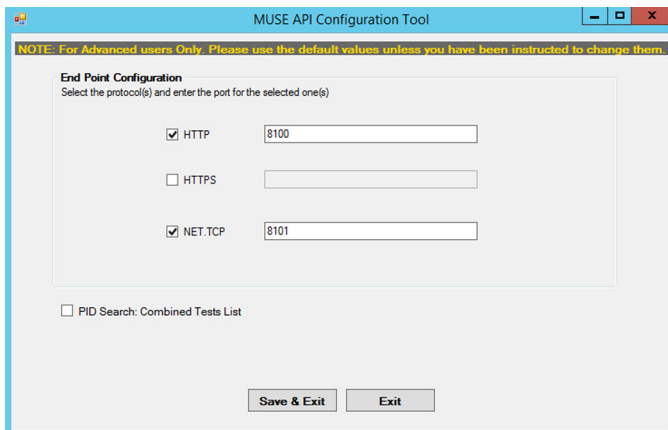 MUSE API Configuration Tool
NOTE: For Advanced users Only. Please use the default values unless you have been instructed to change them.
End Point Configuration
Select the protocol(s) and enter the port for the selected one(s)
HTTP 8100
HTTPS
NET.TCP 8101
PID Search: Combined Tests List
Save & Exit Exit